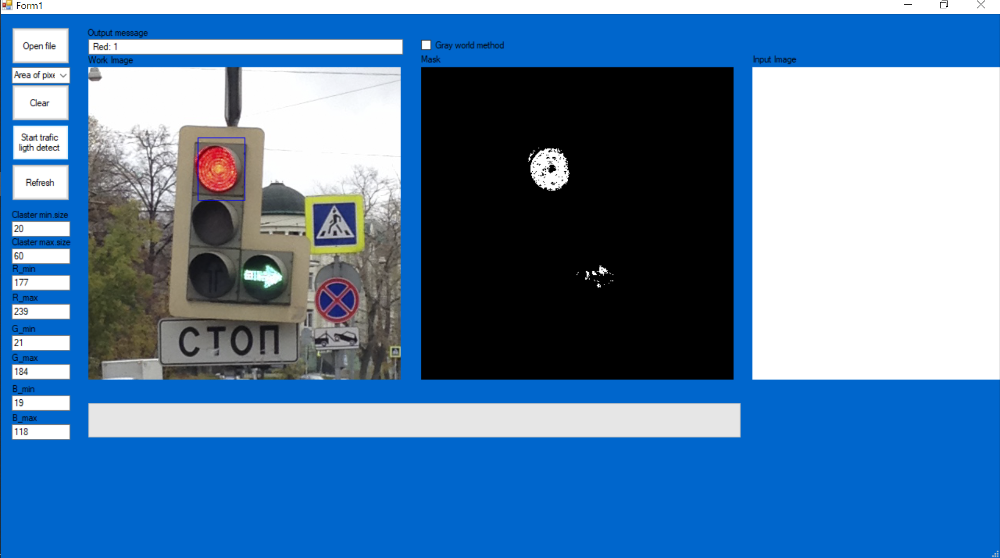 Form1
Open file
Area of pixe
Clear
Start trafic
ligth detect
Refresh
Claster min.size
20
Claster max.size
60
R_min
177
R_max
239
G_min
21
G_max
184
B_min
19
B_max
118
Output message
Red: 1
Work Image
СТОП
Gray world method
Mask
Input Image